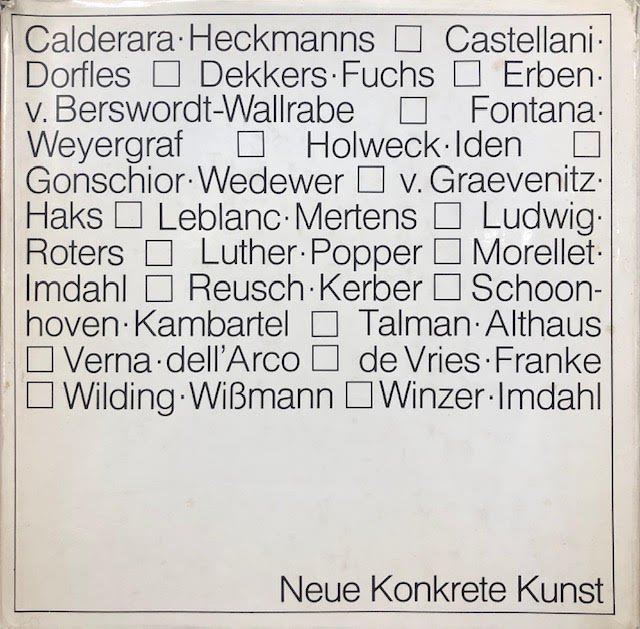 Calderara·Heckmanns □ Castellani·
Dorfles □ Dekkers·Fuchs □ Erben·
v. Berswordt-Wallrabe □ Fontana·
Weyergraf □ Holweck·Iden □
Gonschior·Wedewer □ v. Graevenitz·
Haks □ Leblanc·Mertens □ Ludwig·
Roters □ Luther·Popper □ Morellet·
Imdahl □ Reusch·Kerber □ Schoon-
hoven·Kambartel □ Talman·Althaus
□ Verna·dell'Arco □ de Vries·Franke
□ Wilding·Wißmann □ Winzer·Imdahl
Neue Konkrete Kunst